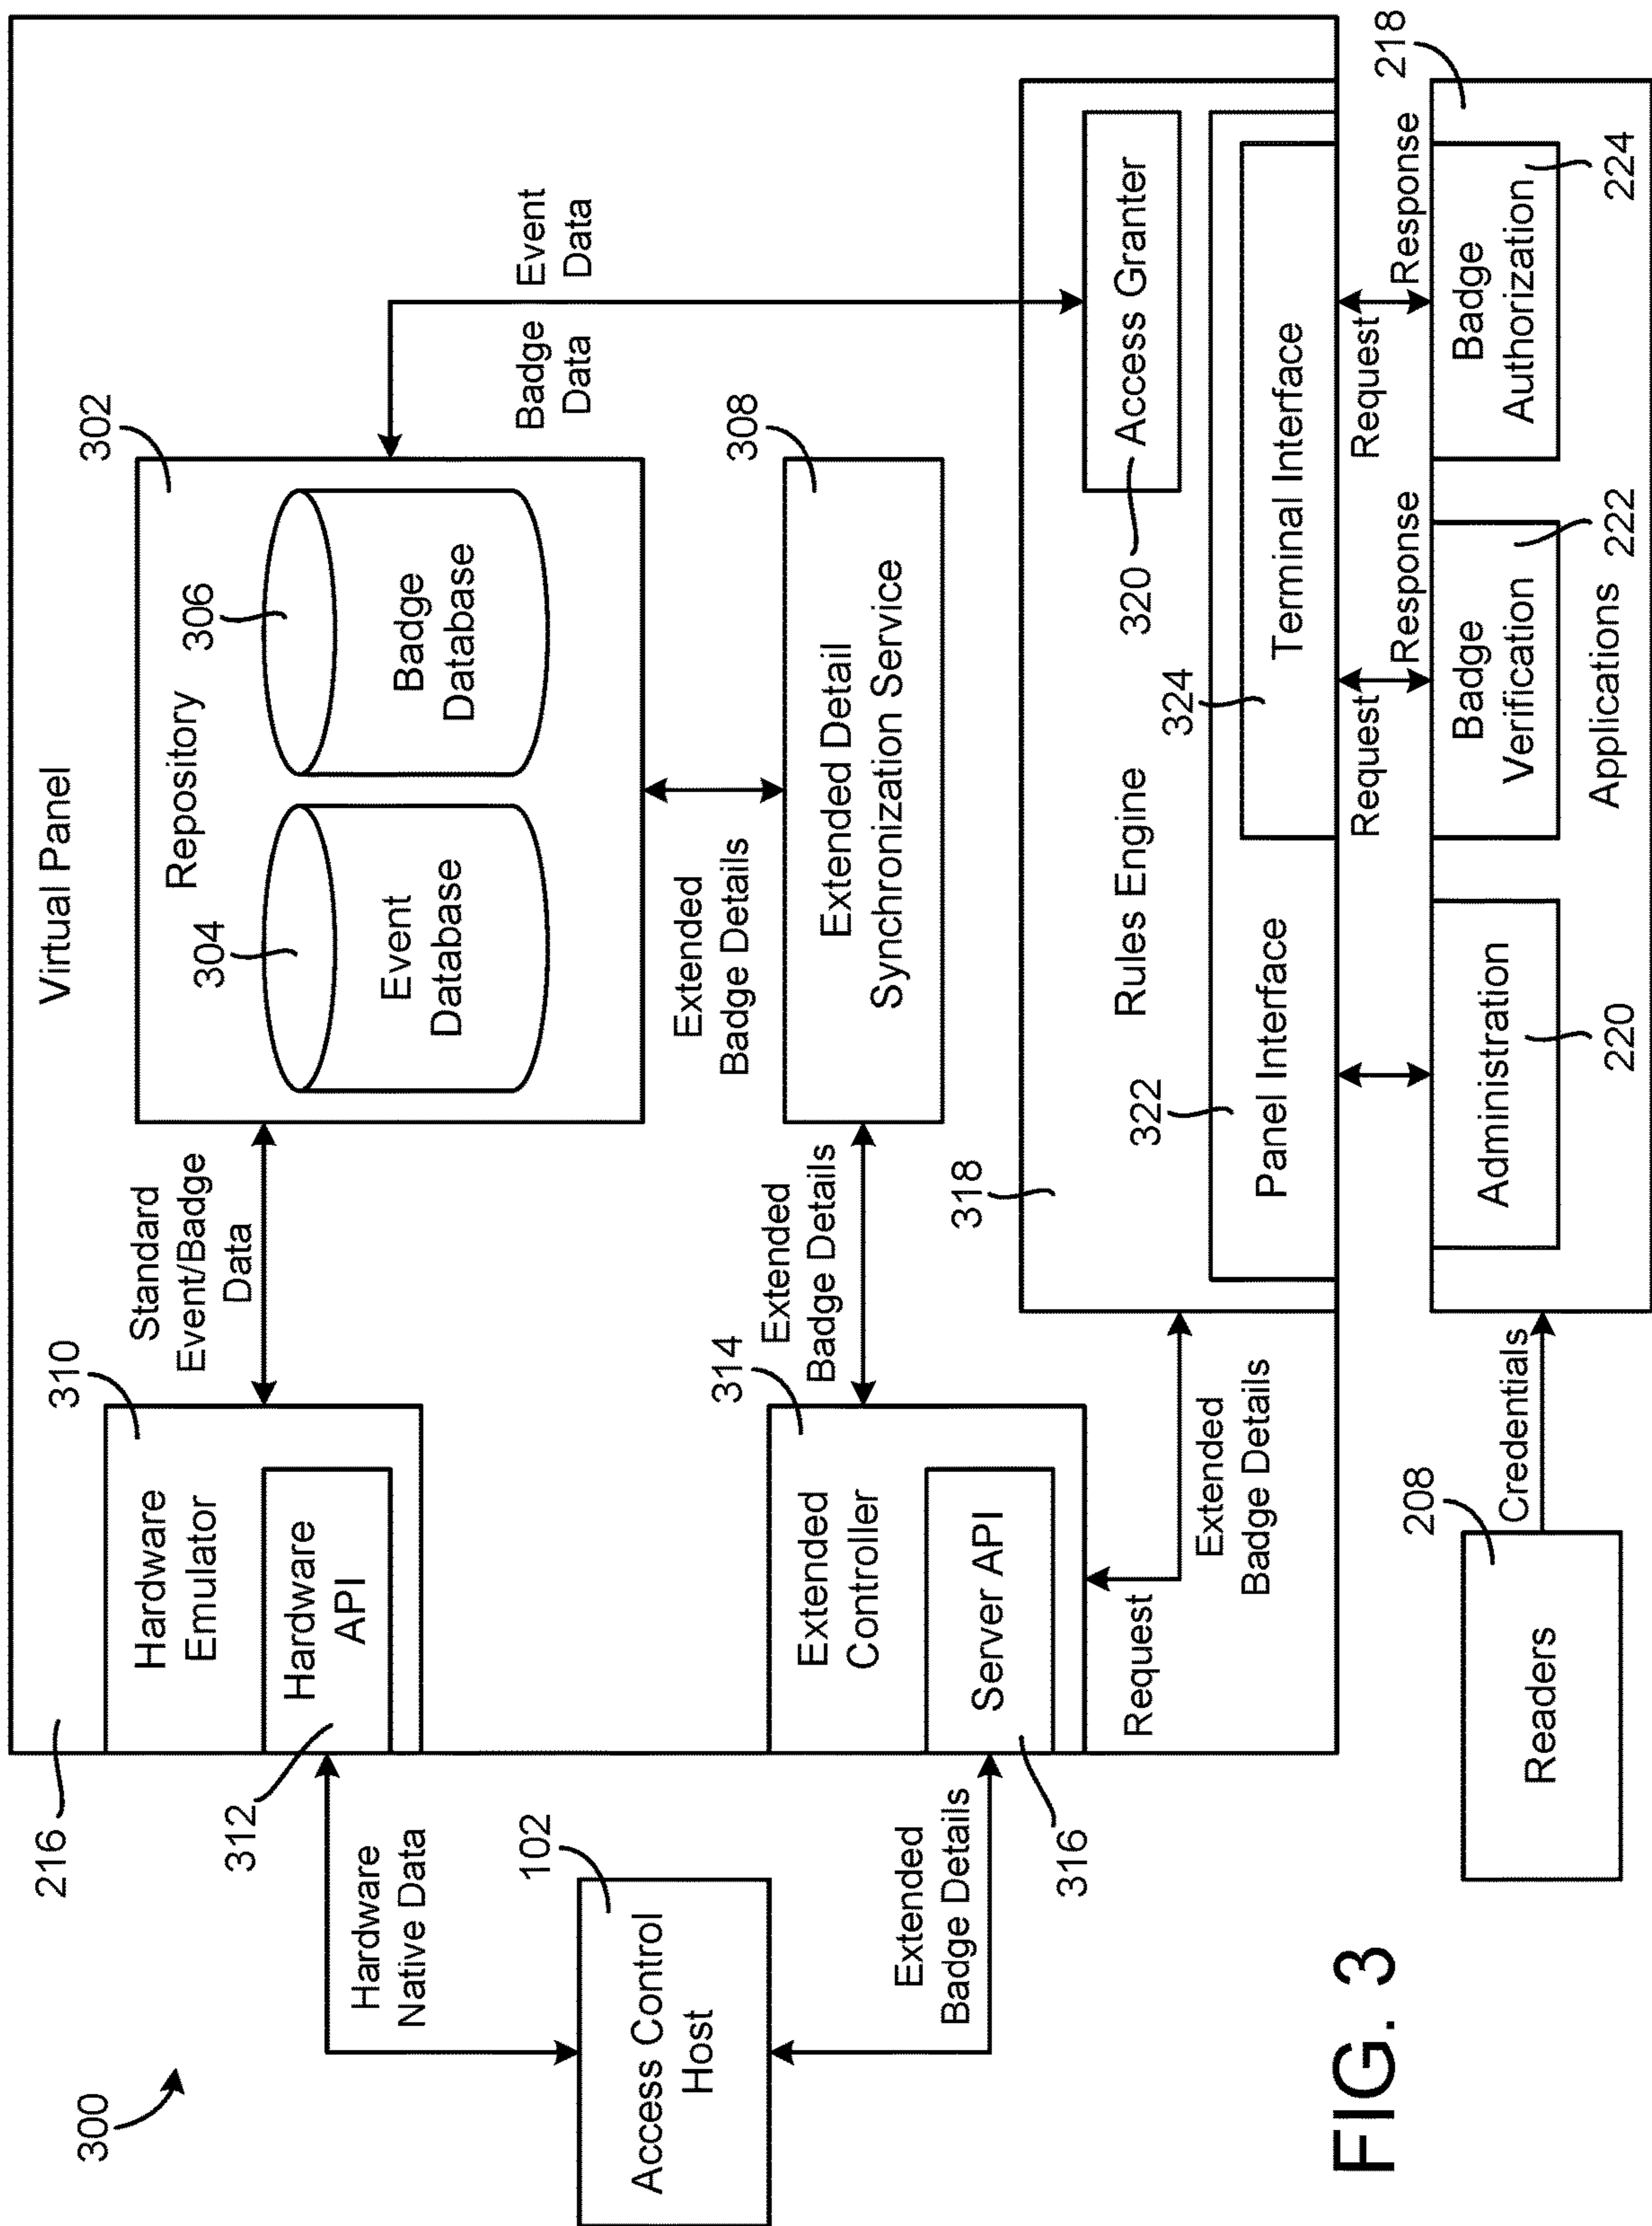 300
216
Virtual Panel
310
Hardware
Emulator
Hardware
API
312
Standard
Event/Badge
Data
302
Repository
304
Event
Database
306
Badge
Database
Badge
Data
Event
Data
Hardware
Native Data
102
Access Control
Host
Extended
Badge Details
314
Extended
Controller
Server API
316
Extended
Badge Details
Extended
Badge Details
308
Extended Detail
Synchronization Service
Request
Extended
Badge Details
318
Rules Engine
320
Access Granter
322
Panel Interface
324
Terminal Interface
Request
Response
Request
Response
218
208
Readers
Credentials
Administration
220
Badge
Verification
222
Badge
Authorization
224
Applications
FIG. 3